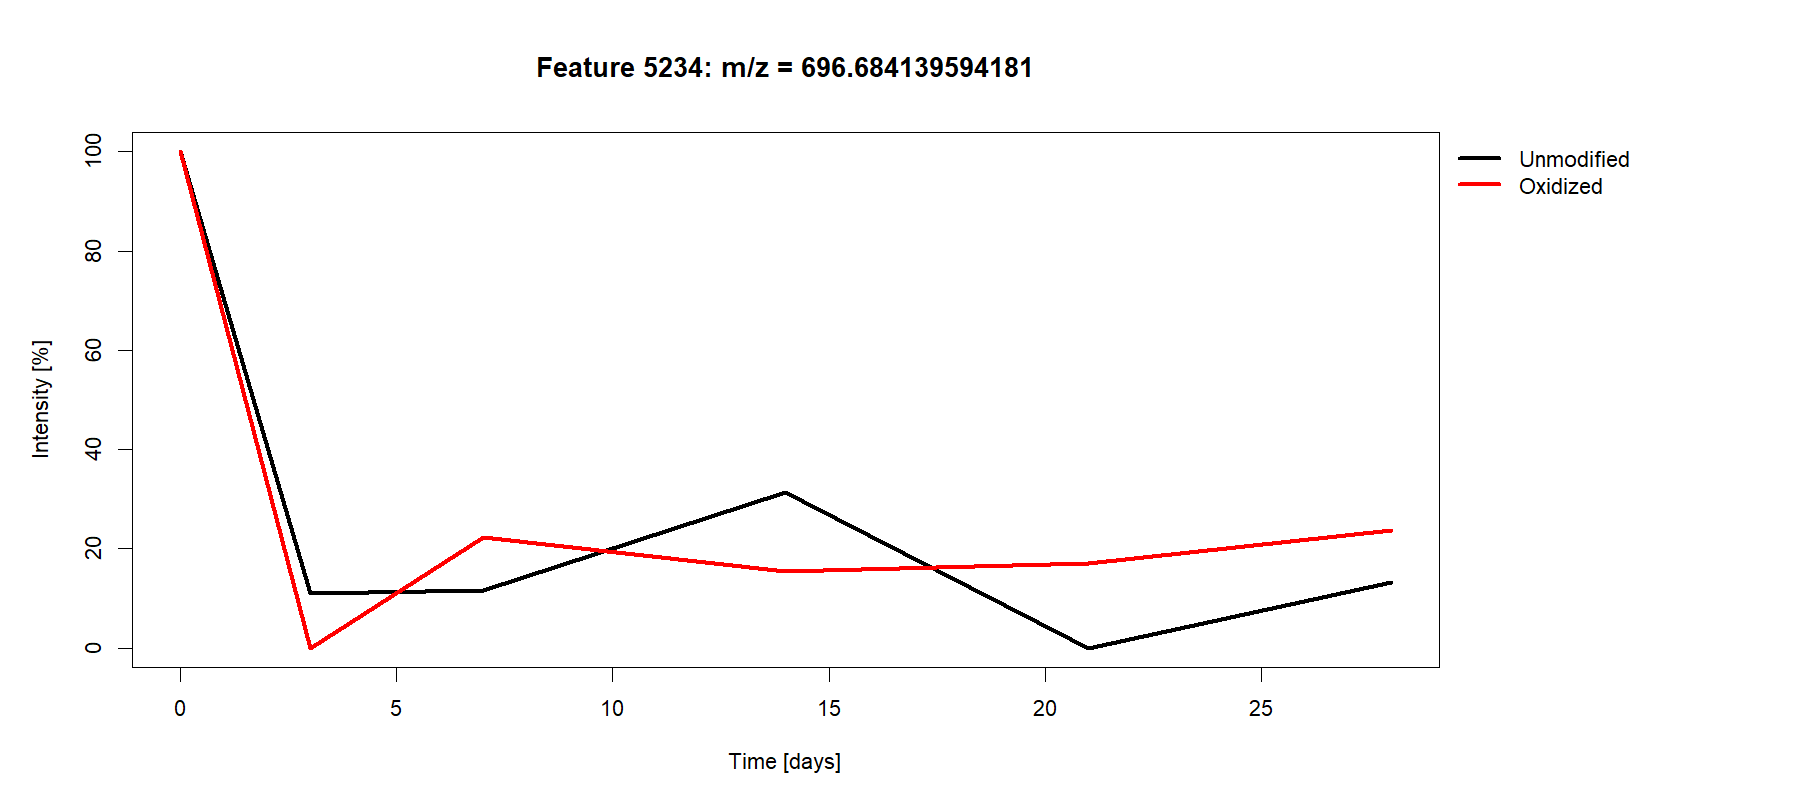 Feature 5234: m/z = 696.684139594181
Unmodified
Oxidized
Intensity [%]
100
80
60
40
20
0
0 5 10 15 20 25
Time [days]